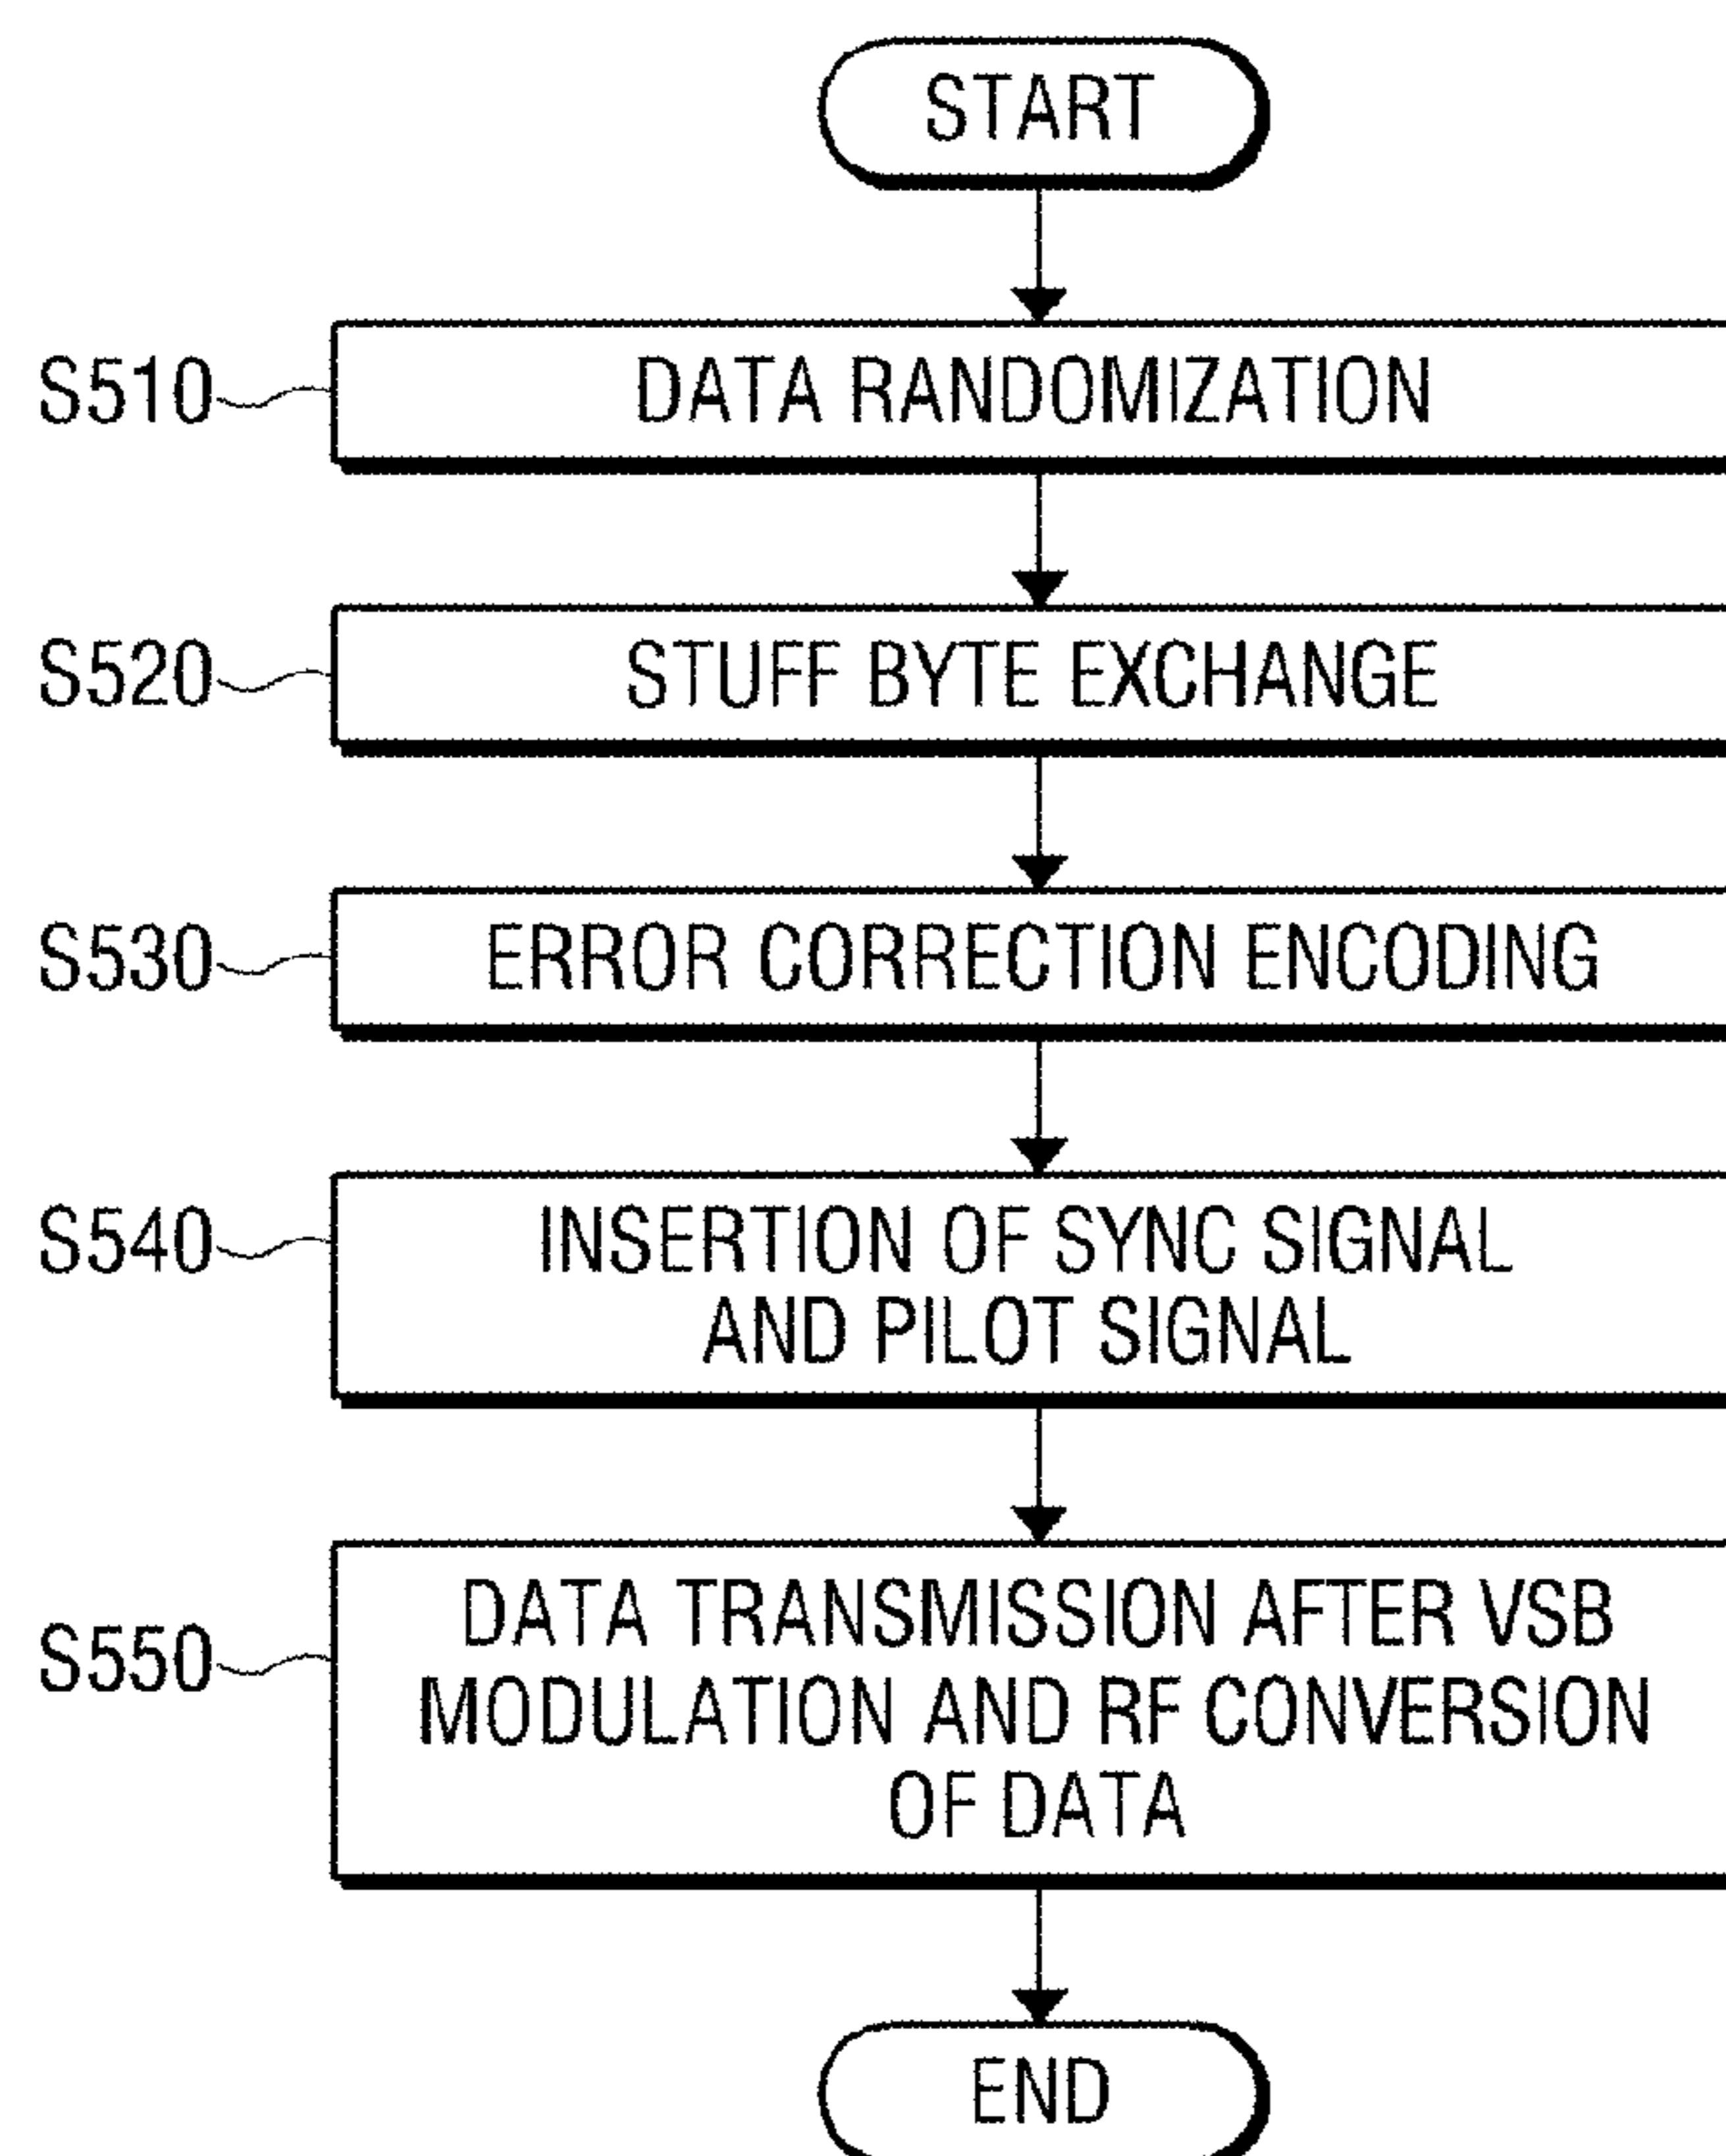 START
S510
DATA RANDOMIZATION
S520
STUFF BYTE EXCHANGE
S530
ERROR CORRECTION ENCODING
S540
INSERTION OF SYNC SIGNAL
AND PILOT SIGNAL
S550
DATA TRANSMISSION AFTER VSB
MODULATION AND RF CONVERSION
OF DATA
END